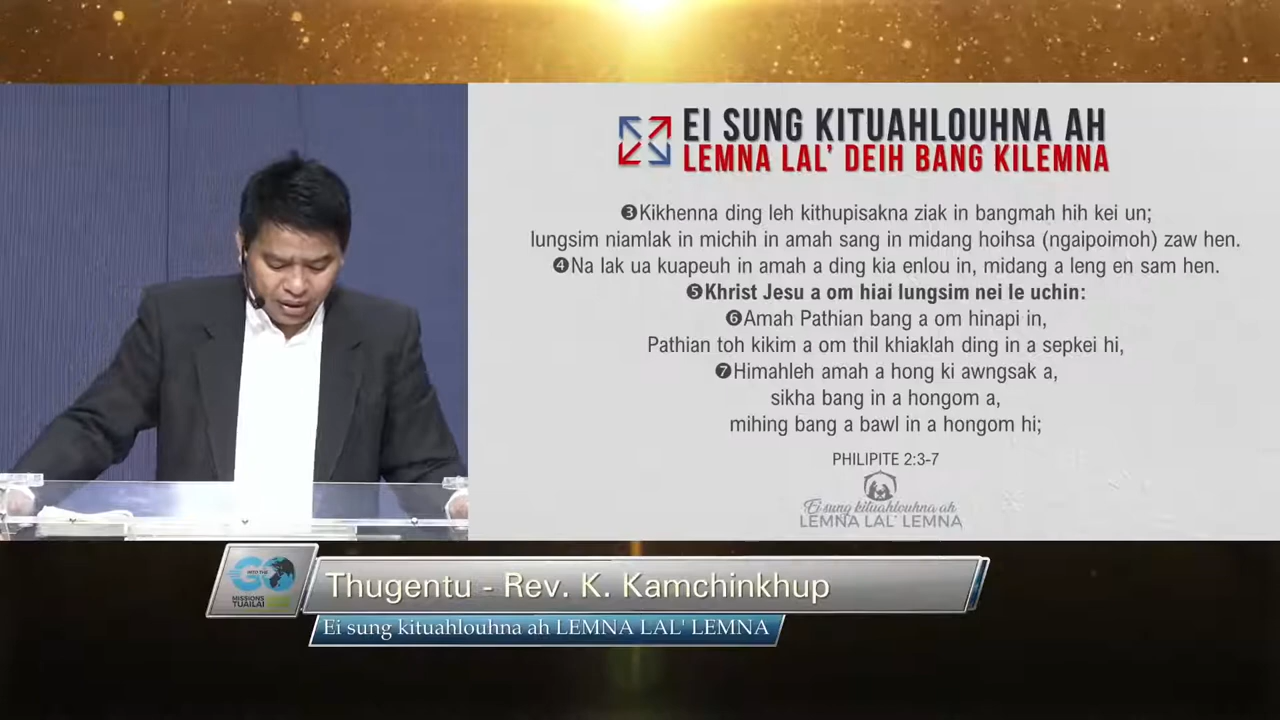 EI SUNG KITUAHLOUHNA AH
LEMNA LAL' DEIH BANG KILEMNA
❸Kikhenna ding leh kithupisakna ziak in bangmah hih kei un;
lungsim niamlak in michih in amah sang in midang hoihsa (ngaipoimoh) zaw hen.
❹Na lak ua kuapeuh in amah a ding kia enlou in, midang a leng en sam hen.
❺Khrist Jesu a om hiai lungsim nei le uchin:
❻Amah Pathian bang a om hinapi in,
Pathian toh kikim a om thil khiaklah ding in a sepkei hi,
❼Himahleh amah a hong ki awngsak a,
sikha bang in a hongom a,
mihing bang a bawl in a hongom hi;
PHILIPITE 2:3-7
Ei sung kituahlouhna ah
LEMNA LAL' LEMNA
GO
INTO THE
MISSIONS
TUAILAI
Thugentu - Rev. K. Kamchinkhup
Ei sung kituahlouhna ah LEMNA LAL' LEMNA